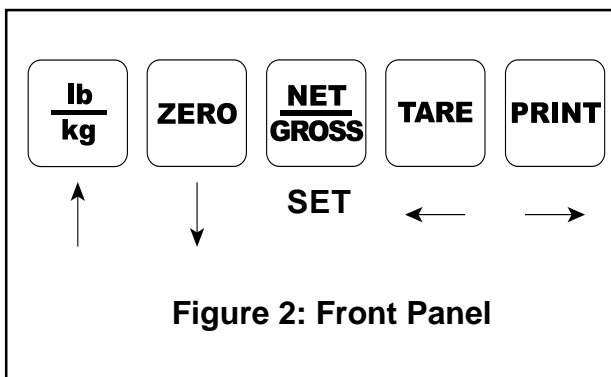 lb
kg
ZERO
NET
GROSS
TARE
PRINT
SET
Figure 2: Front Panel